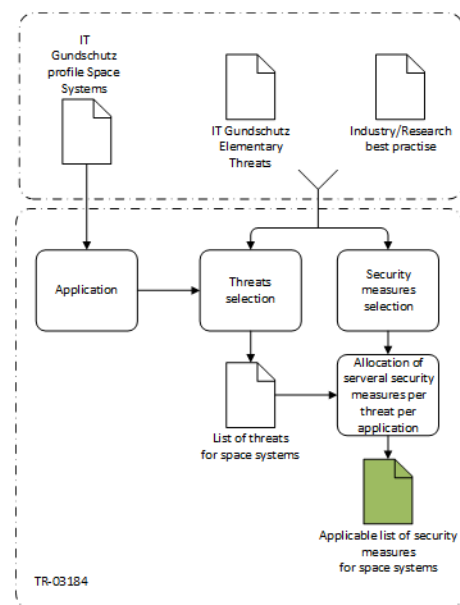 IT
Gundschutz
profile Space
Systems
IT Gundschutz
Elementary
Threats
Industry/Research
best practise
Application
Threats
selection
Security
measures
selection
List of threats
for space systems
Allocation of
serveral security
measures per
threat per
application
Applicable list of security
measures
for space systems
TR-03184